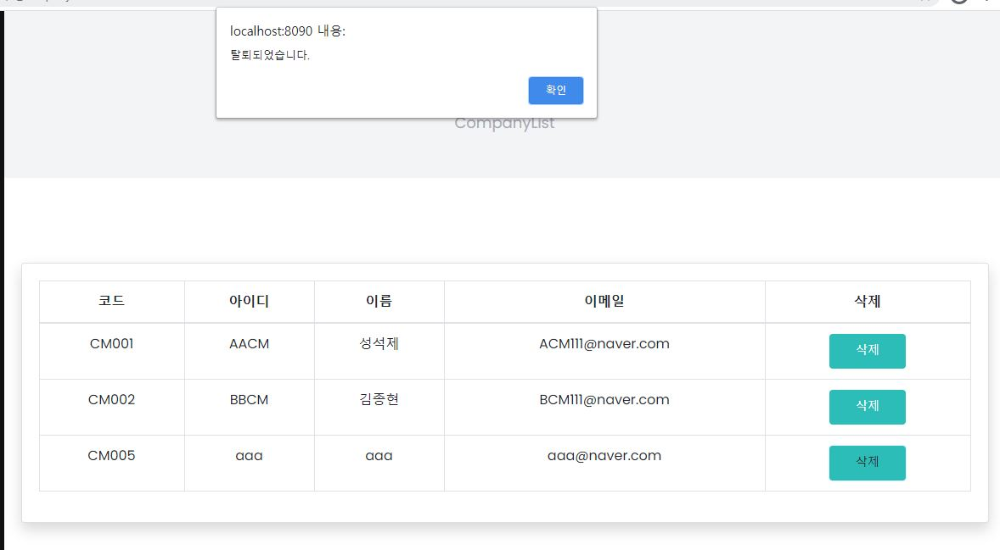 localhost:8090 내용:
탈퇴되었습니다.
확인
CompanyList
코드 아이디 이름 이메일 삭제
CM001 AACM 성석제 ACM111@naver.com 삭제
CM002 BBCM 김종현 BCM111@naver.com 삭제
CM005 aaa aaa aaa@naver.com 삭제